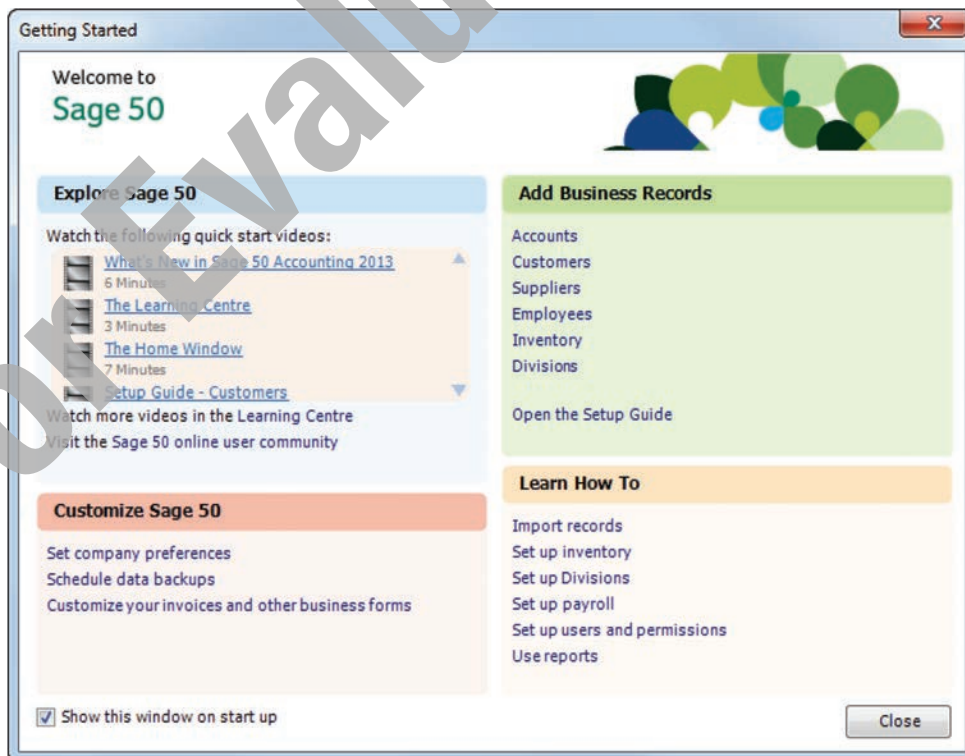 Getting Started
Welcome to
Sage 50
Explore Sage 50
Watch the following quick start videos:
What's New in Sage 50 Accounting 2013
6 Minutes
The Learning Centre
3 Minutes
The Home Window
7 Minutes
Setup Guide - Customers
Watch more videos in the Learning Centre
Visit the Sage 50 online user community
Customize Sage 50
Set company preferences
Schedule data backups
Customize your invoices and other business forms
Add Business Records
Accounts
Customers
Suppliers
Employees
Inventory
Divisions
Open the Setup Guide
Learn How To
Import records
Set up inventory
Set up Divisions
Set up payroll
Set up users and permissions
Use reports
Show this window on start up
Close
or Evalu